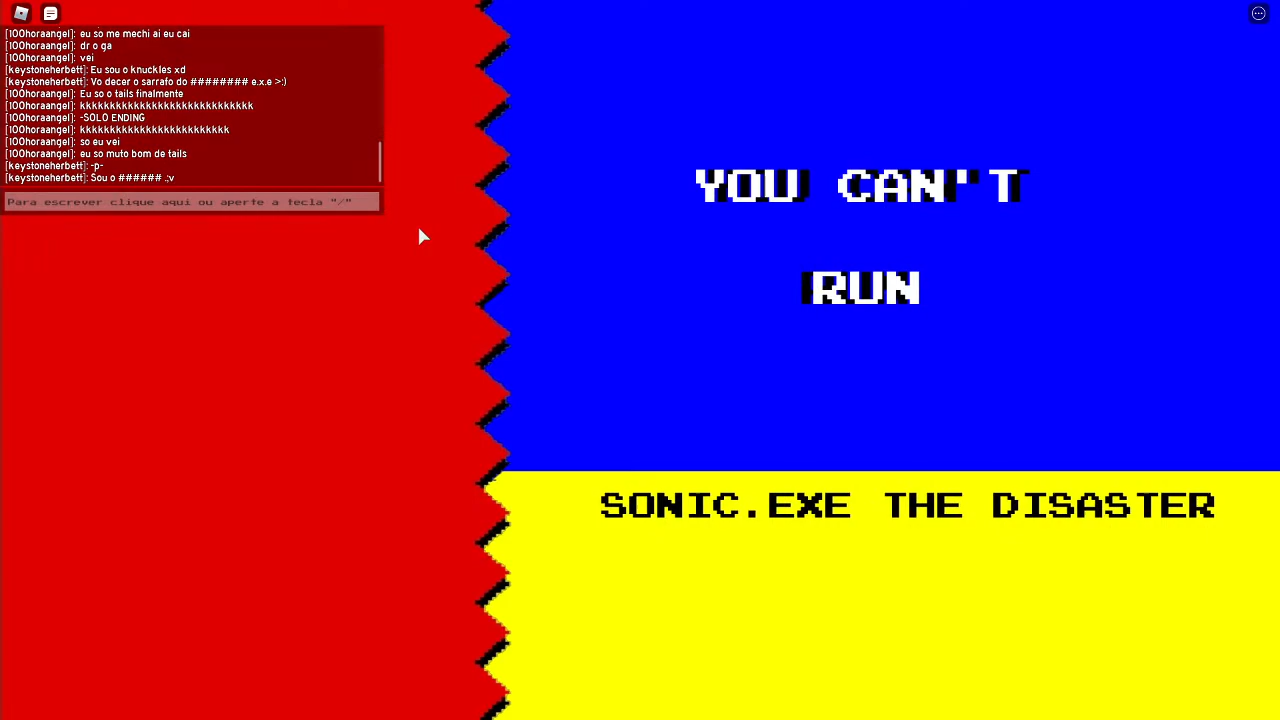 [100horaangel]: eu so me mechi ai eu cai
[100horaangel]: dr o ga
[100horaangel]: vei
[keystoneherbett]: Eu sou o knuckles xd
[keystoneherbett]: Vo decer o sarrafo do ######## e.x.e >:)
[100horaangel]: Eu so o tails finalmente
[100horaangel]: kkkkkkkkkkkkkkkkkkkkkkkkkkkkk
[100horaangel]: -SOLO ENDING
[100horaangel]: kkkkkkkkkkkkkkkkkkkkkkkkk
[100horaangel]: so eu vei
[100horaangel]: eu so muto bom de tails
[keystoneherbett]: -p-
[keystoneherbett]: Sou o ###### .;v
Para escrever clique aqui ou aperte a tecla "/"
YOU CAN'T
RUN
SONIC.EXE THE DISASTER